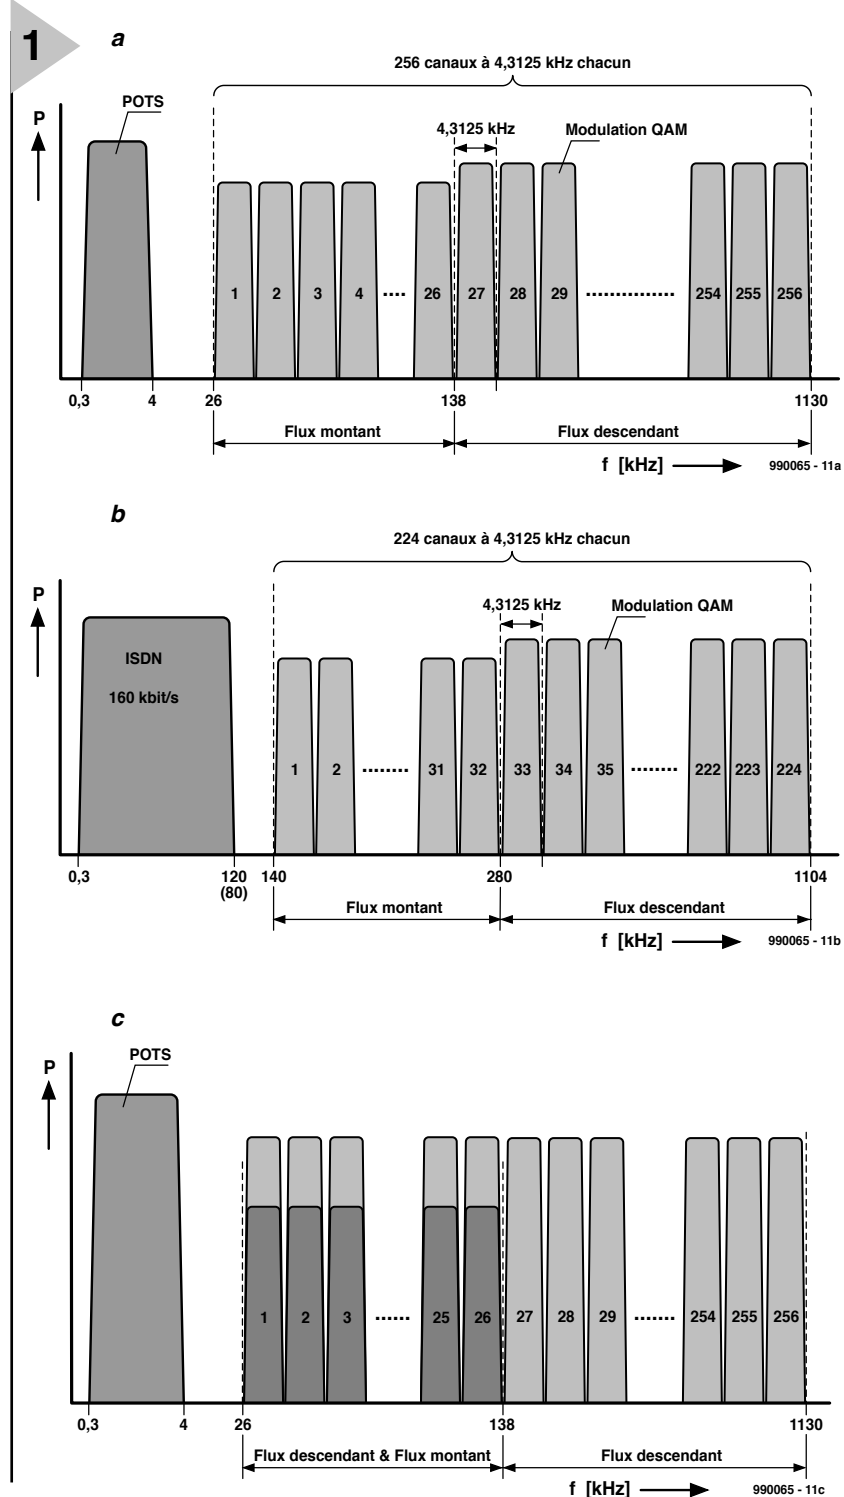 1
a
256 canaux à 4,3125 kHz chacun
POTS
P
4,3125 kHz
Modulation QAM
1 2 3 4 .... 26 27 28 29 ............... 254 255 256
0,3 4 26 138 1130
Flux montant Flux descendant
f [kHz] 990065 - 11a
b
224 canaux à 4,3125 kHz chacun
P
4,3125 kHz Modulation QAM
ISDN
160 kbit/s
1 2 ........ 31 32 33 34 35 ........ 222 223 224
0,3 120 140 280 1104
(80)
Flux montant Flux descendant
f [kHz] 990065 - 11b
c
POTS
P
1 2 3 ...... 25 26 27 28 29 ....... 254 255 256
0,3 4 26 138 1130
Flux descendant & Flux montant Flux descendant
f [kHz] 990065 - 11c